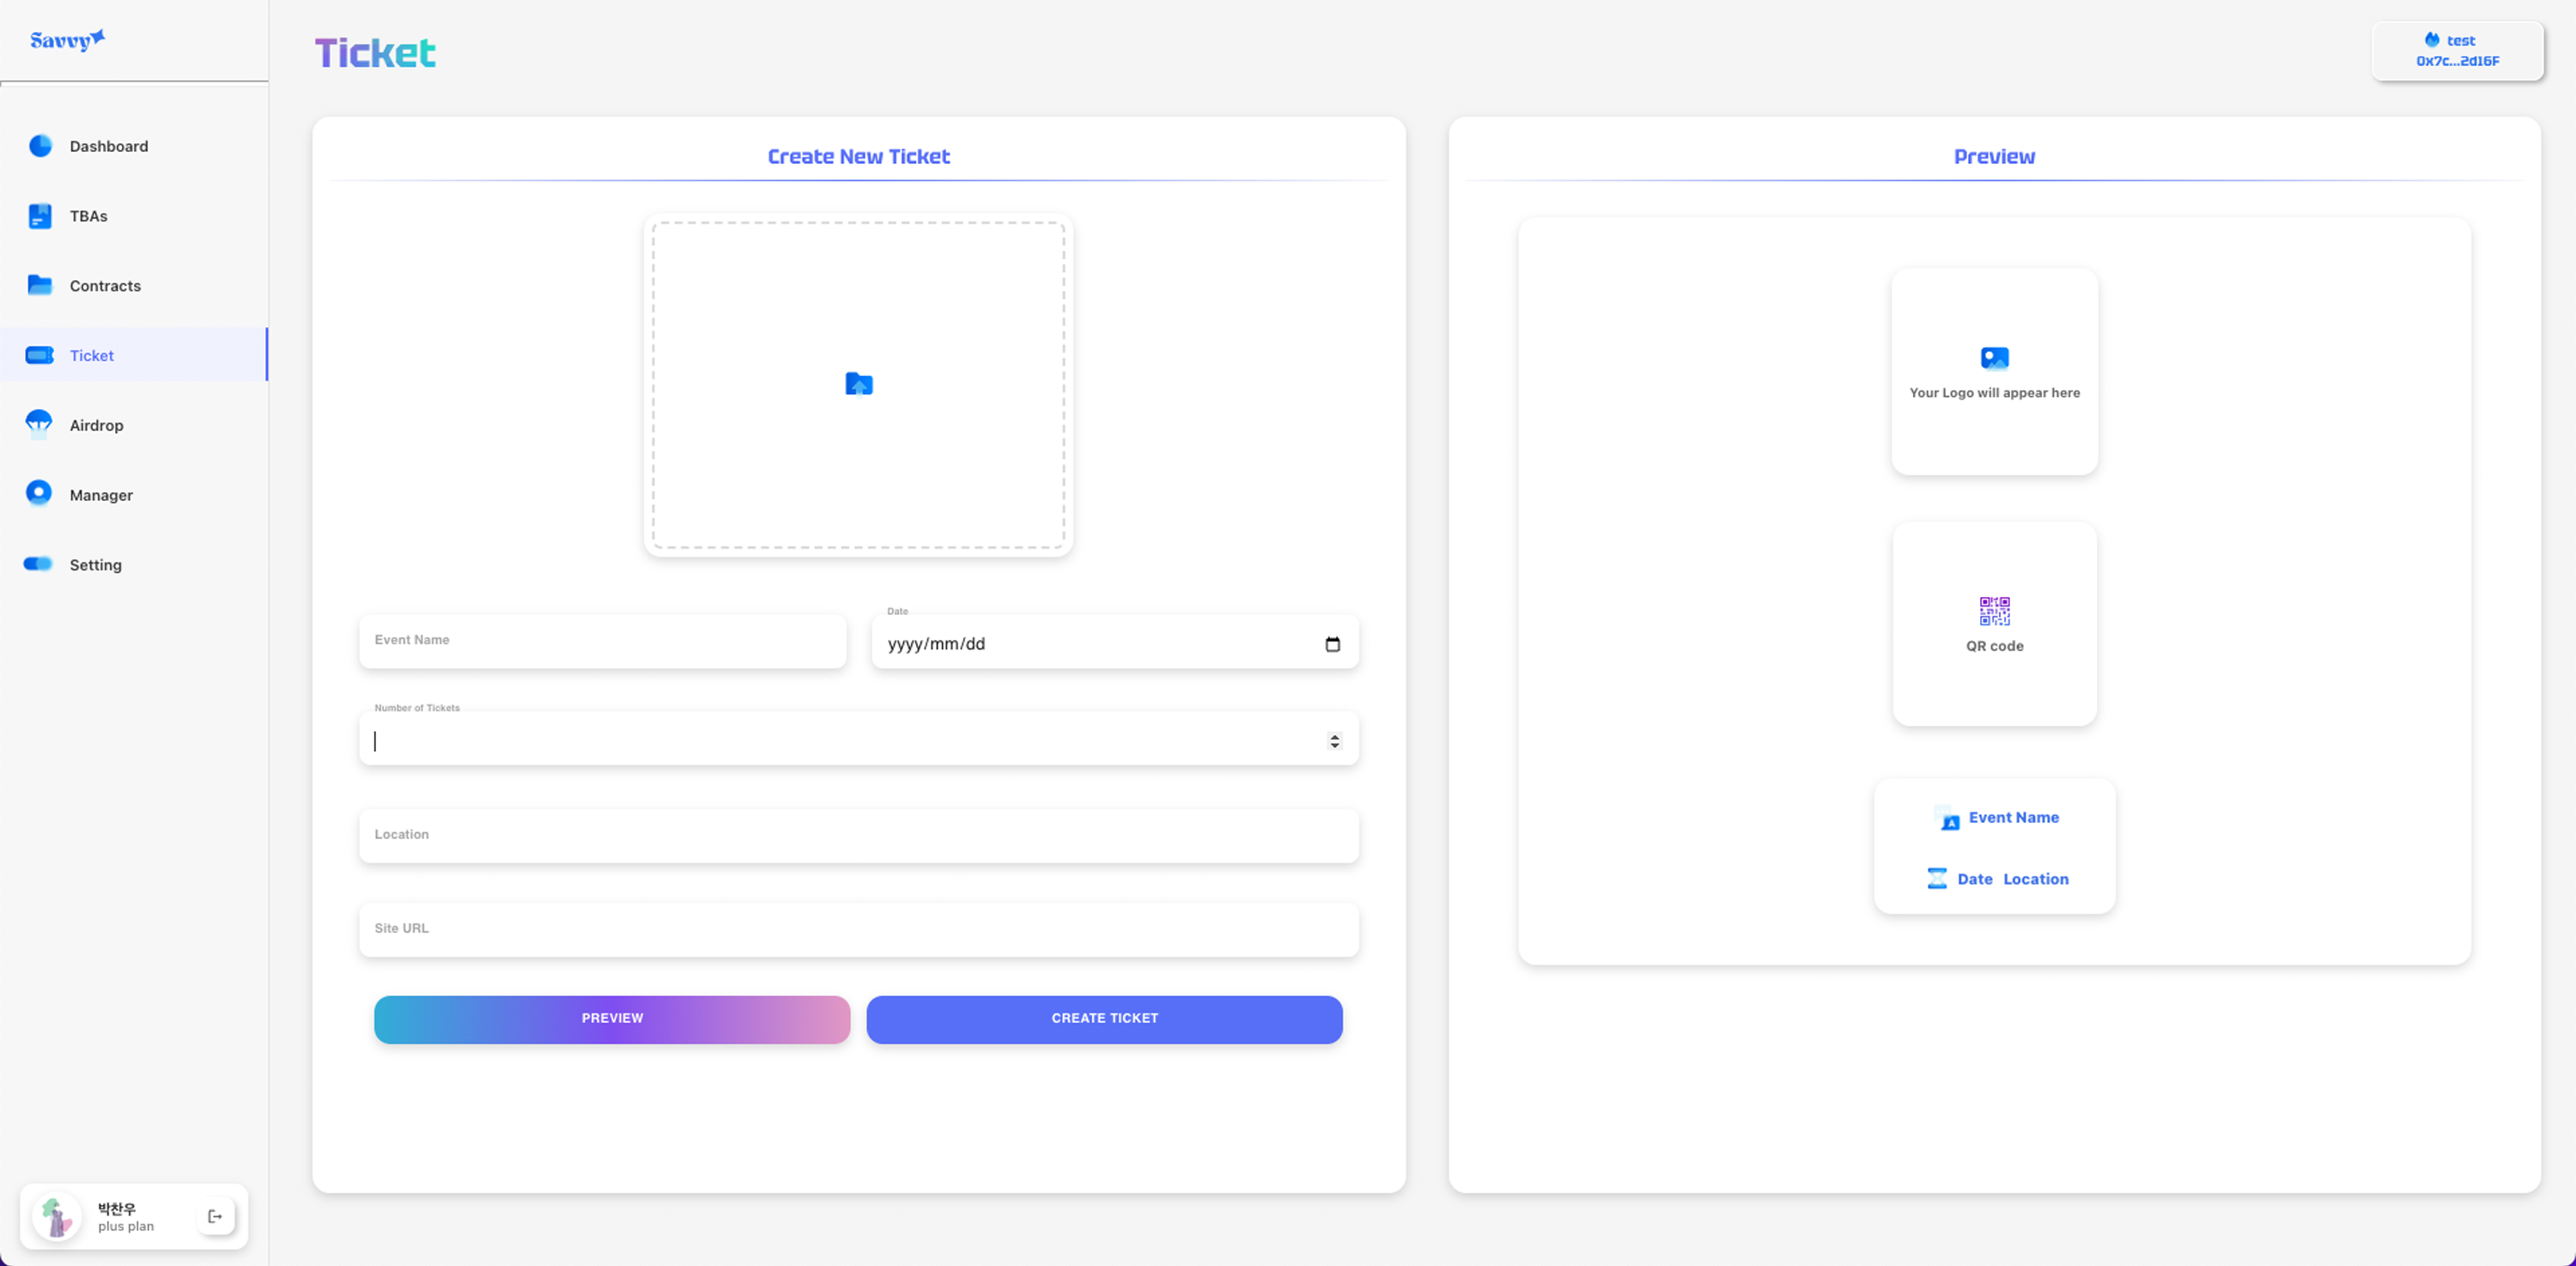 Savvy
Ticket
test
0x7c...2d16F
Dashboard
TBAs
Contracts
Ticket
Airdrop
Manager
Setting
박찬우
plus plan
Create New Ticket
Event Name
Date
yyyy/mm/dd
Number of Tickets
Location
Site URL
PREVIEW
CREATE TICKET
Preview
Your Logo will appear here
QR code
A
Event Name
Date Location